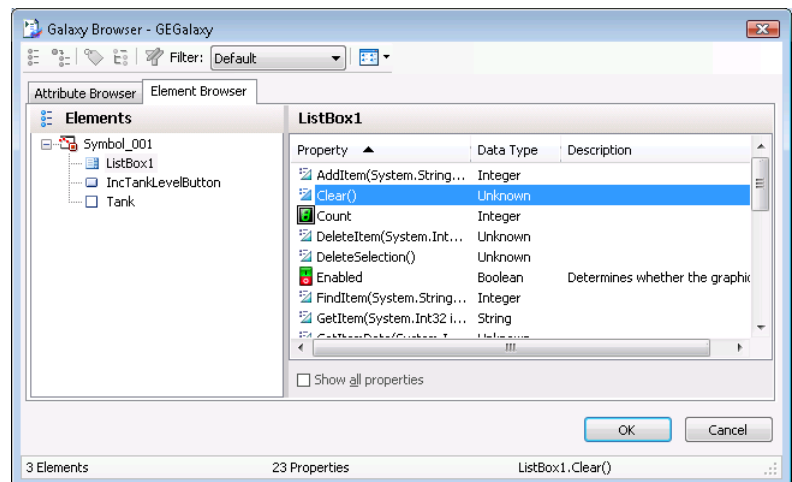 Galaxy Browser - GEGalaxy
Filter: Default
Attribute Browser Element Browser
Elements ListBox1
Symbol_001
ListBox1
IncTankLevelButton
Tank
Property Data Type Description
AddItem(System.String... Integer
Clear() Unknown
Count Integer
DeleteItem(System.Int... Unknown
DeleteSelection() Unknown
Enabled Boolean Determines whether the graphic
FindItem(System.String... Integer
GetItem(System.Int32 i... String
Show all properties
OK Cancel
3 Elements 23 Properties ListBox1.Clear()